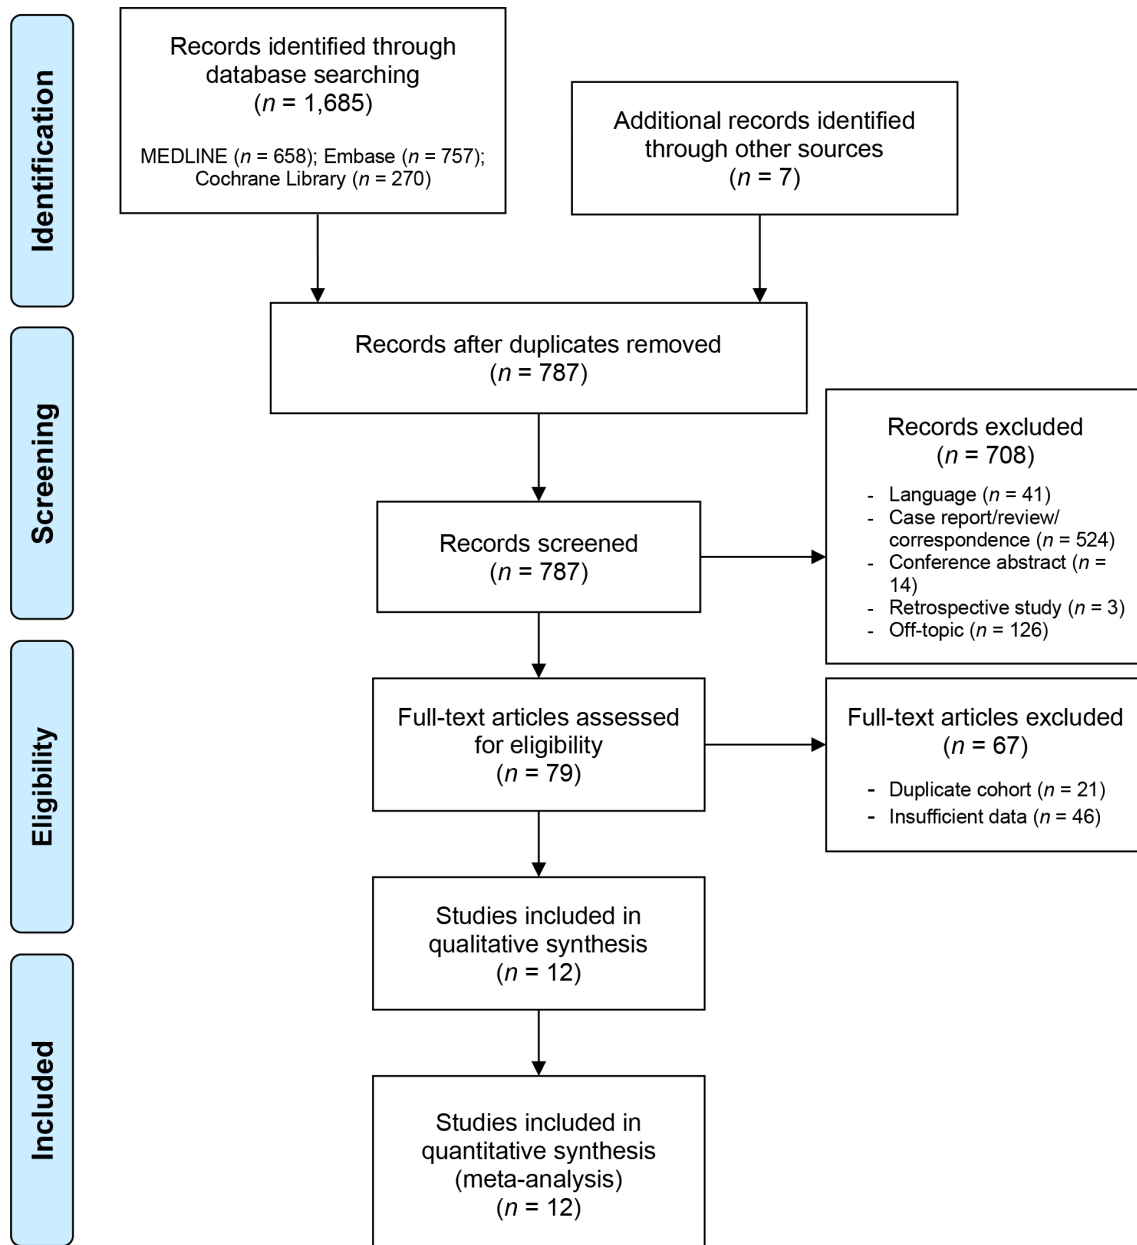 Identification
Records identified through
database searching
(n = 1,685)
MEDLINE (n = 658); Embase (n = 757);
Cochrane Library (n = 270)
Additional records identified
through other sources
(n = 7)
Records after duplicates removed
(n = 787)
Screening
Records screened
(n = 787)
Records excluded
(n = 708)
- Language (n = 41)
- Case report/review/
correspondence (n = 524)
- Conference abstract (n =
14)
- Retrospective study (n = 3)
- Off-topic (n = 126)
Eligibility
Full-text articles assessed
for eligibility
(n = 79)
Full-text articles excluded
(n = 67)
- Duplicate cohort (n = 21)
- Insufficient data (n = 46)
Studies included in
qualitative synthesis
(n = 12)
Included
Studies included in
quantitative synthesis
(meta-analysis)
(n = 12)